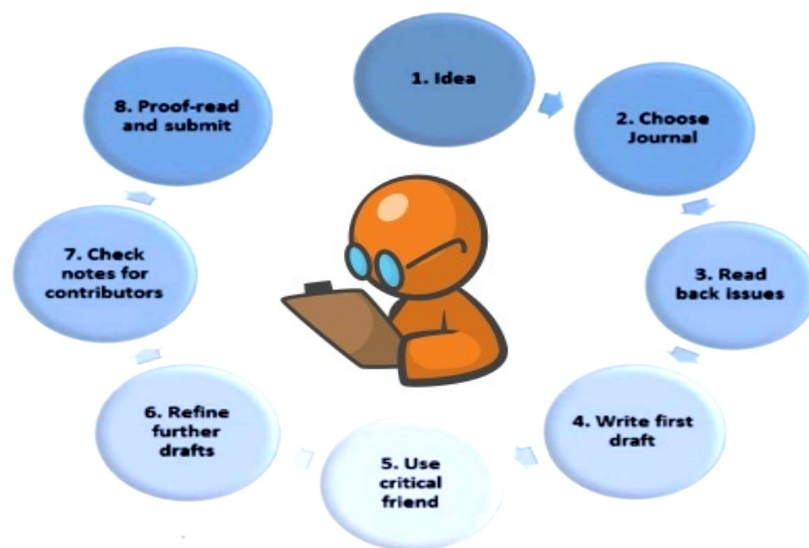 1. Idea
2. Choose
Journal
3. Read
back issues
4. Write first
draft
5. Use
critical
friend
6. Refine
further
drafts
7. Check
notes for
contributors
8. Proof-read
and submit